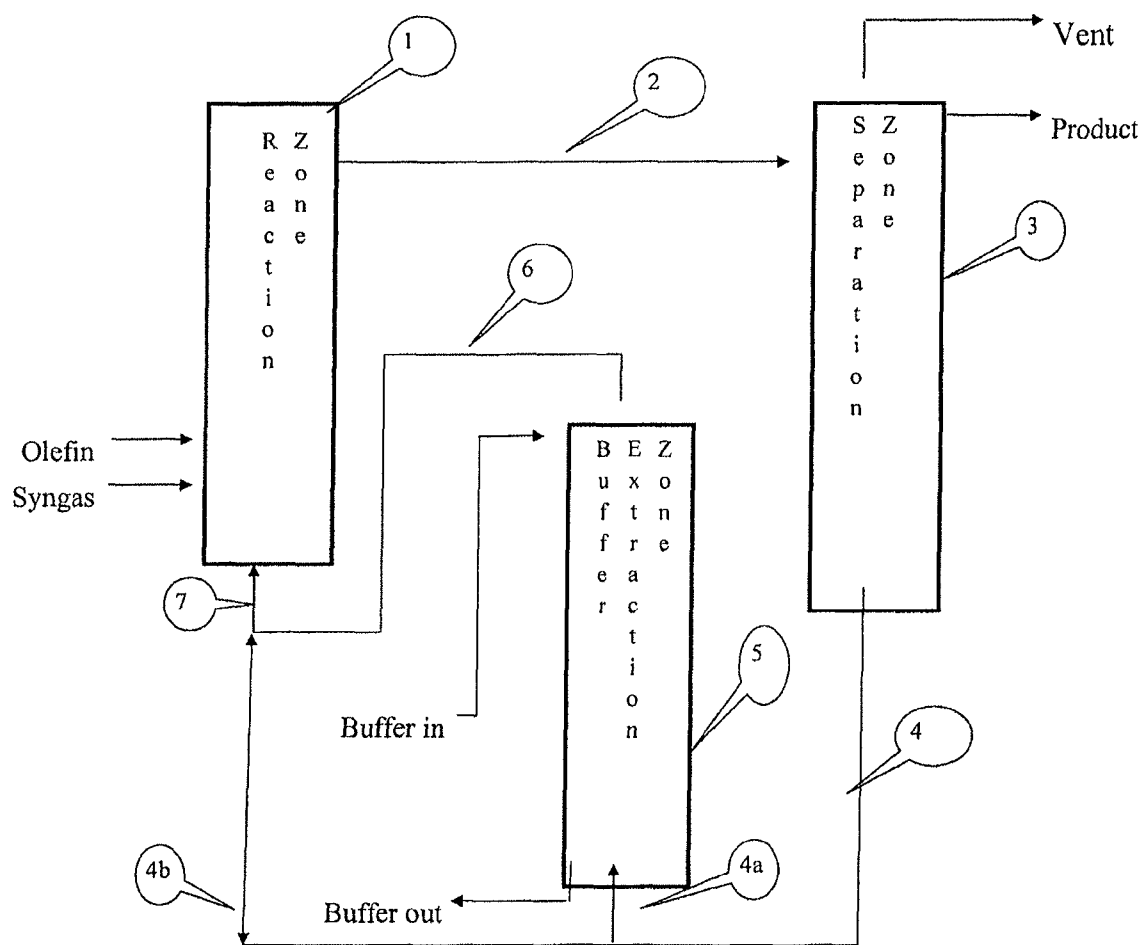 1
Vent
2
Product
Reaction Zone
Separation Zone
3
6
Olefin
Syngas
Buffer Extraction Zone
7
5
Buffer in
4
4b
4a
Buffer out